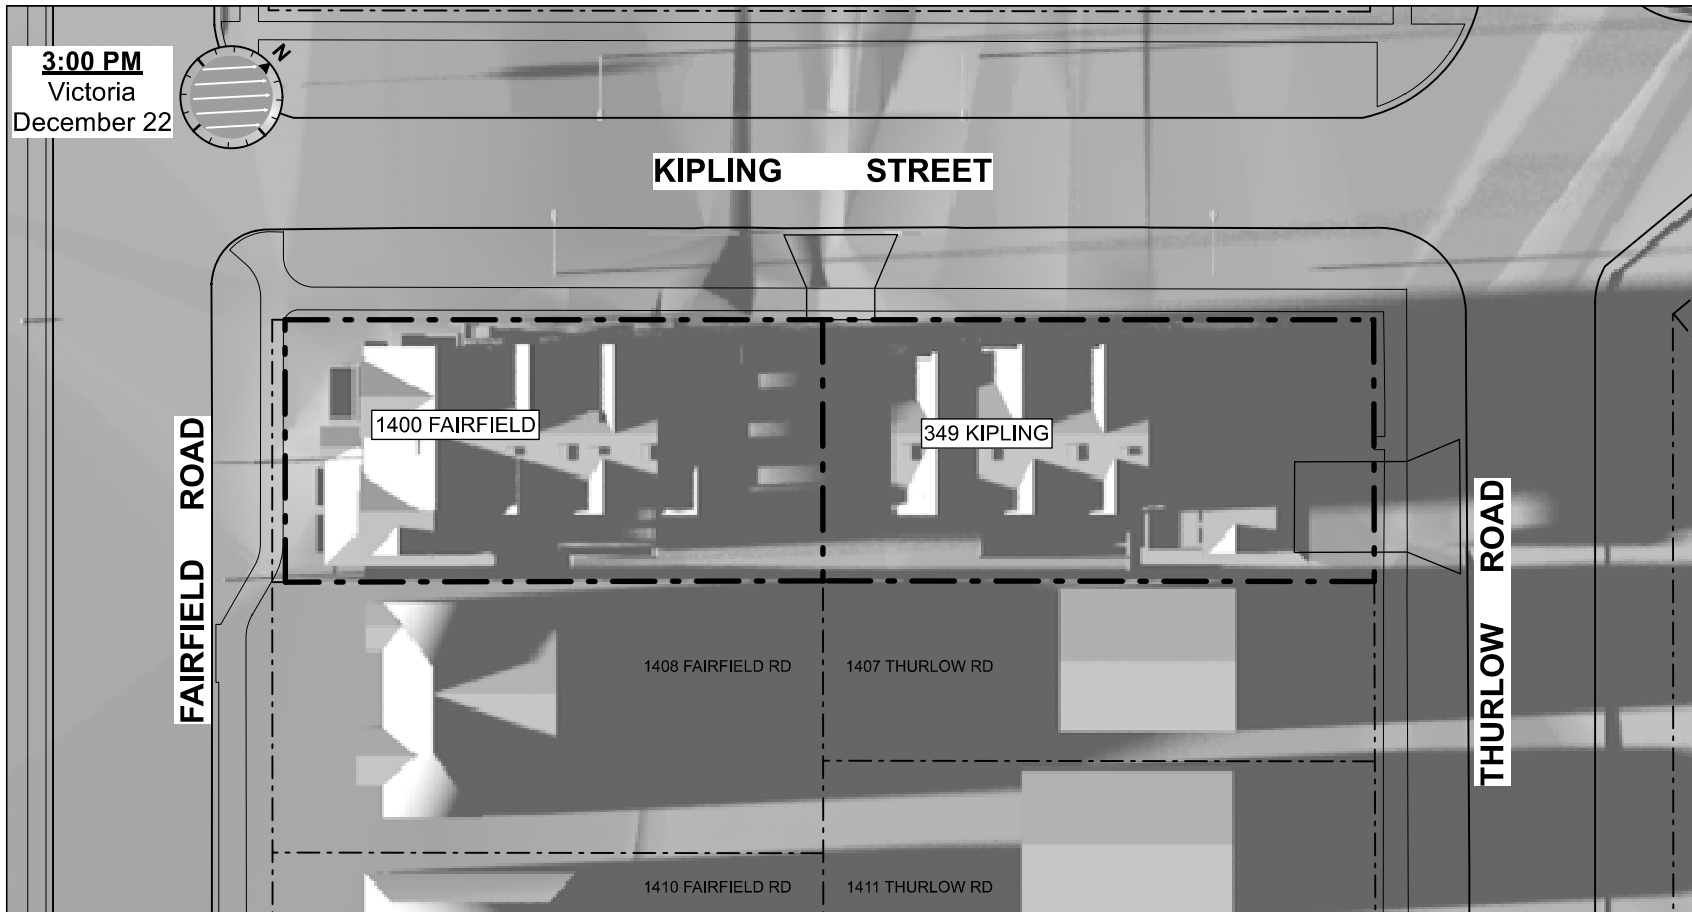 3:00 PM
Victoria
December 22
N
KIPLING STREET
1400 FAIRFIELD
349 KIPLING
FAIRFIELD ROAD
THURLOW ROAD
1408 FAIRFIELD RD
1407 THURLOW RD
1410 FAIRFIELD RD
1411 THURLOW RD